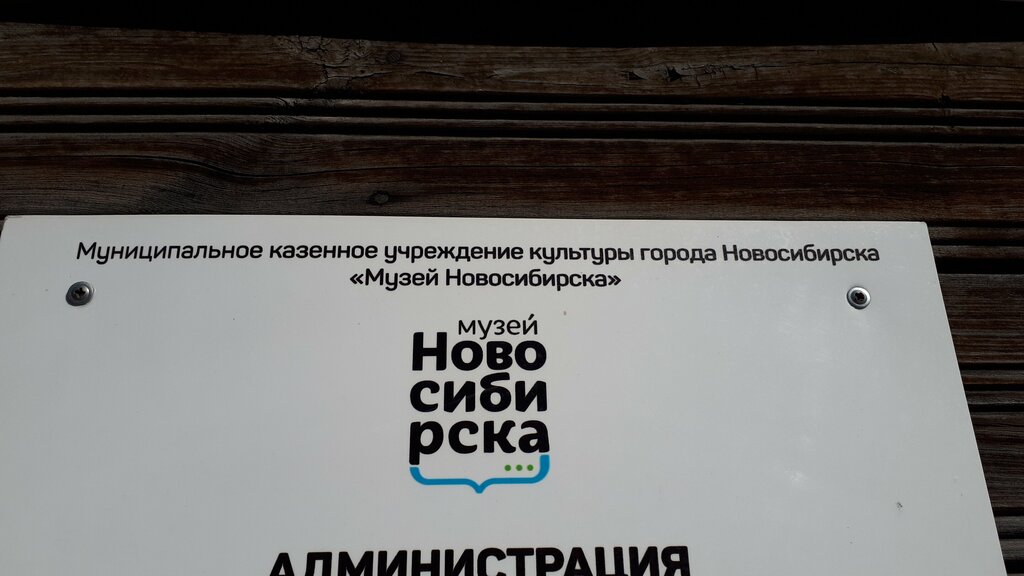 Муниципальное казенное учреждение культуры города Новосибирска
«Музей Новосибирска»
музей
Ново
сиби
рска
АДМИНИСТРАЦИЯ